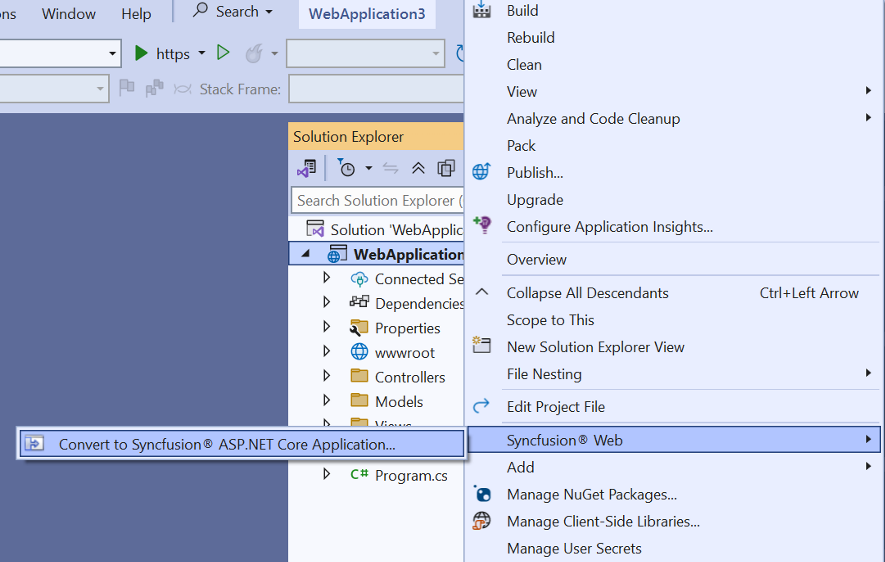 ons Window Help Search WebApplication3
https
Stack Frame:
Solution Explorer
Search Solution Explorer (
Solution 'WebApplic
WebApplication
Connected Se
Dependencies
Properties
wwwroot
Controllers
Models
Views
Convert to Syncfusion® ASP.NET Core Application...
C# Program.cs
Build
Rebuild
Clean
View
Analyze and Code Cleanup
Pack
Publish...
Upgrade
Configure Application Insights...
Overview
Collapse All Descendants Ctrl+Left Arrow
Scope to This
New Solution Explorer View
File Nesting
Edit Project File
Syncfusion® Web
Add
Manage NuGet Packages...
Manage Client-Side Libraries...
Manage User Secrets